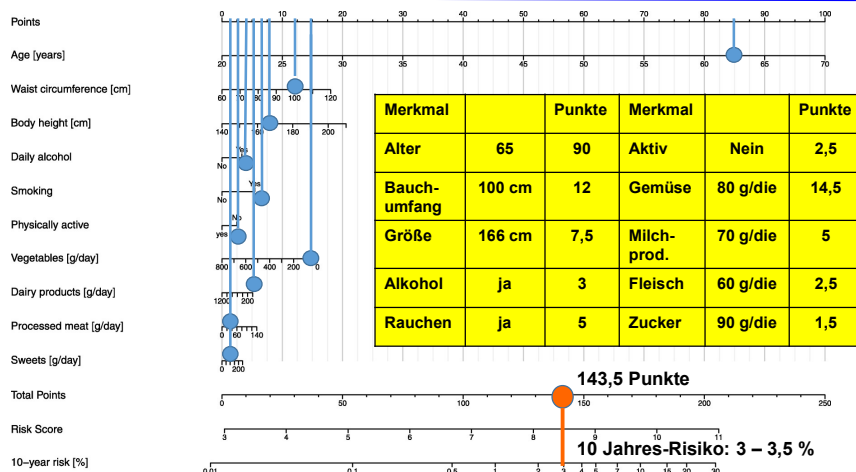 Points
0 10 20 30 40 50 60 70 80 90 100
Age [years]
20 25 30 35 40 45 50 55 60 65 70
Waist circumference [cm]
60 70 80 90 100 120
Body height [cm]
140 160 180 200
Daily alcohol
Yes
No
Smoking
Yes
No
Physically active
No
yes
Vegetables [g/day]
800 600 400 200 0
Dairy products [g/day]
1200 200
Processed meat [g/day]
0 60 140
Sweets [g/day]
0 200
Total Points
0 50 100 150 200 250
Risk Score
3 4 5 6 7 8 9 10 11
10–year risk [%]
0.01 0.1 0.5 1 2 3 4 5 7 10 15 20 30
Merkmal Punkte Merkmal Punkte
Alter 65 90 Aktiv Nein 2,5
Bauch-
umfang 100 cm 12 Gemüse 80 g/die 14,5
Größe 166 cm 7,5 Milch-
prod. 70 g/die 5
Alkohol ja 3 Fleisch 60 g/die 2,5
Rauchen ja 5 Zucker 90 g/die 1,5
143,5 Punkte
10 Jahres-Risiko: 3 – 3,5 %